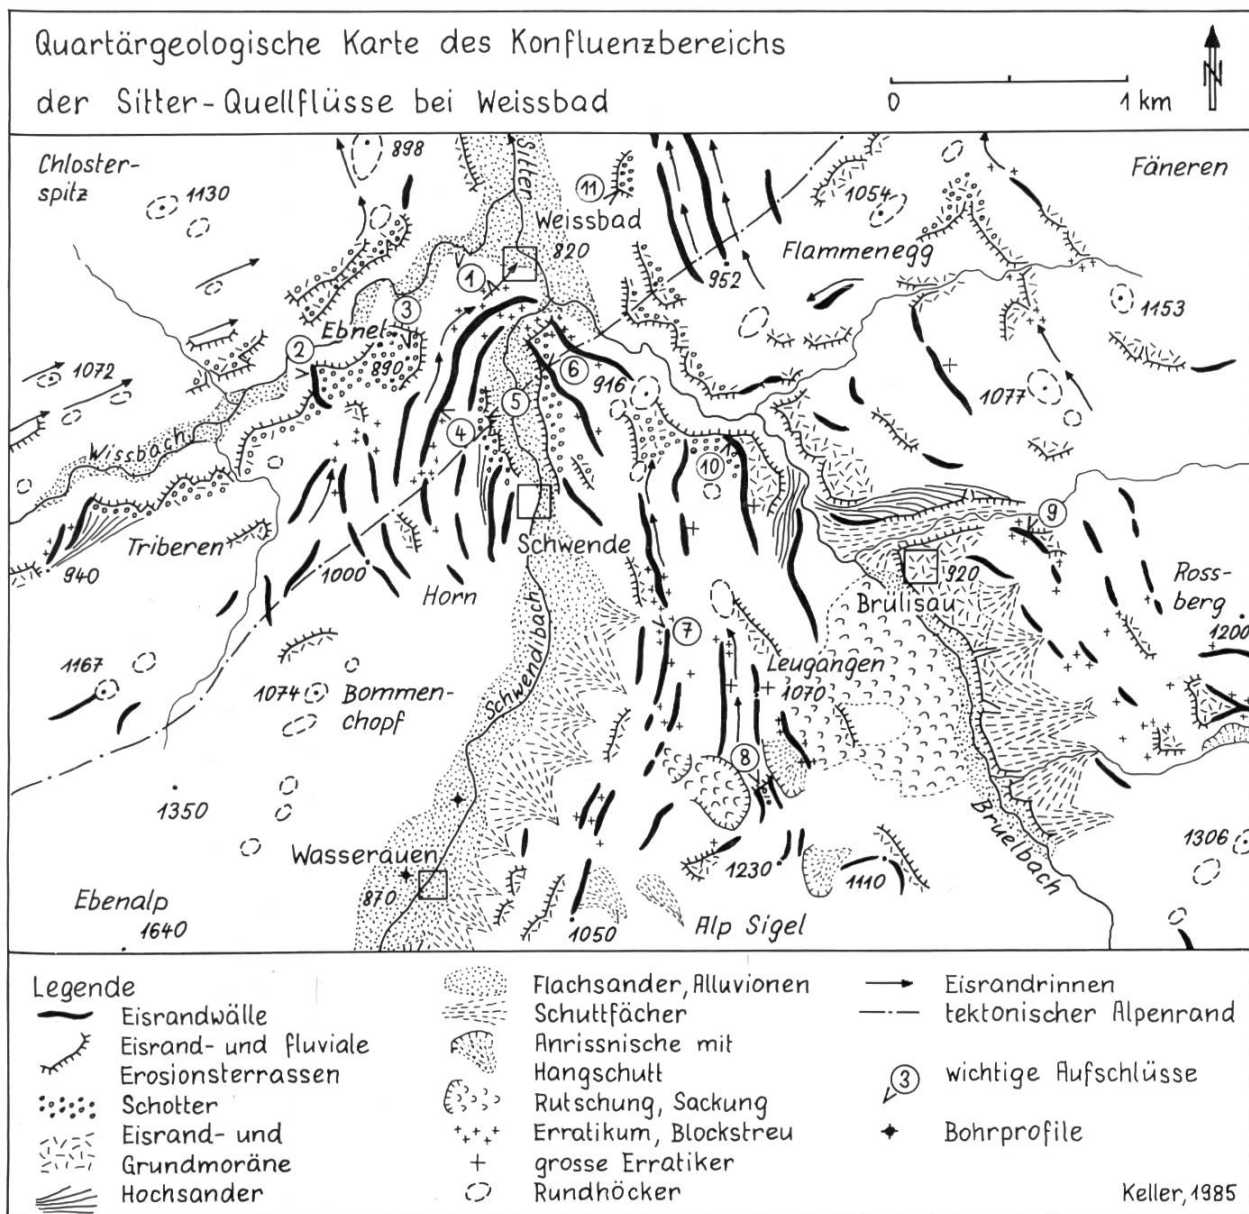 Quartärgeologische Karte des Konfluenzbereichs
der Sitter-Quellflüsse bei Weissbad
0 1 km
N
Chloster-
spitz
1130
898
Sitter
11
Weissbad
820
1054
Fäneren
Flammenegg
952
1153
1
3
Ebnet
2
890
1072
6
916
5
4
1077
Wissbach
10
Triberen
940
1000
Horn
Schwende
9
920
Brülisau
Ross-
berg
1200
7
Leugangen
1070
1167
1074
Bommen-
chopf
Schwendbach
8
1350
Wasserauen
870
Bruelbach
1306
1230
1110
Ebenalp
1640
1050
Alp Sigel
Legende
Eisrandwälle
Eisrand- und fluviale
Erosionsterrassen
Schotter
Eisrand- und
Grundmoräne
Hochsander
Flachsander, Alluvionen
Schuttfächer
Anrissnische mit
Hangschutt
Rutschung, Sackung
Erratikum, Blockstreu
grosse Erratiker
Rundhöcker
Eisrandrinnen
tektonischer Alpenrand
3 wichtige Aufschlüsse
Bohrprofile
Keller, 1985